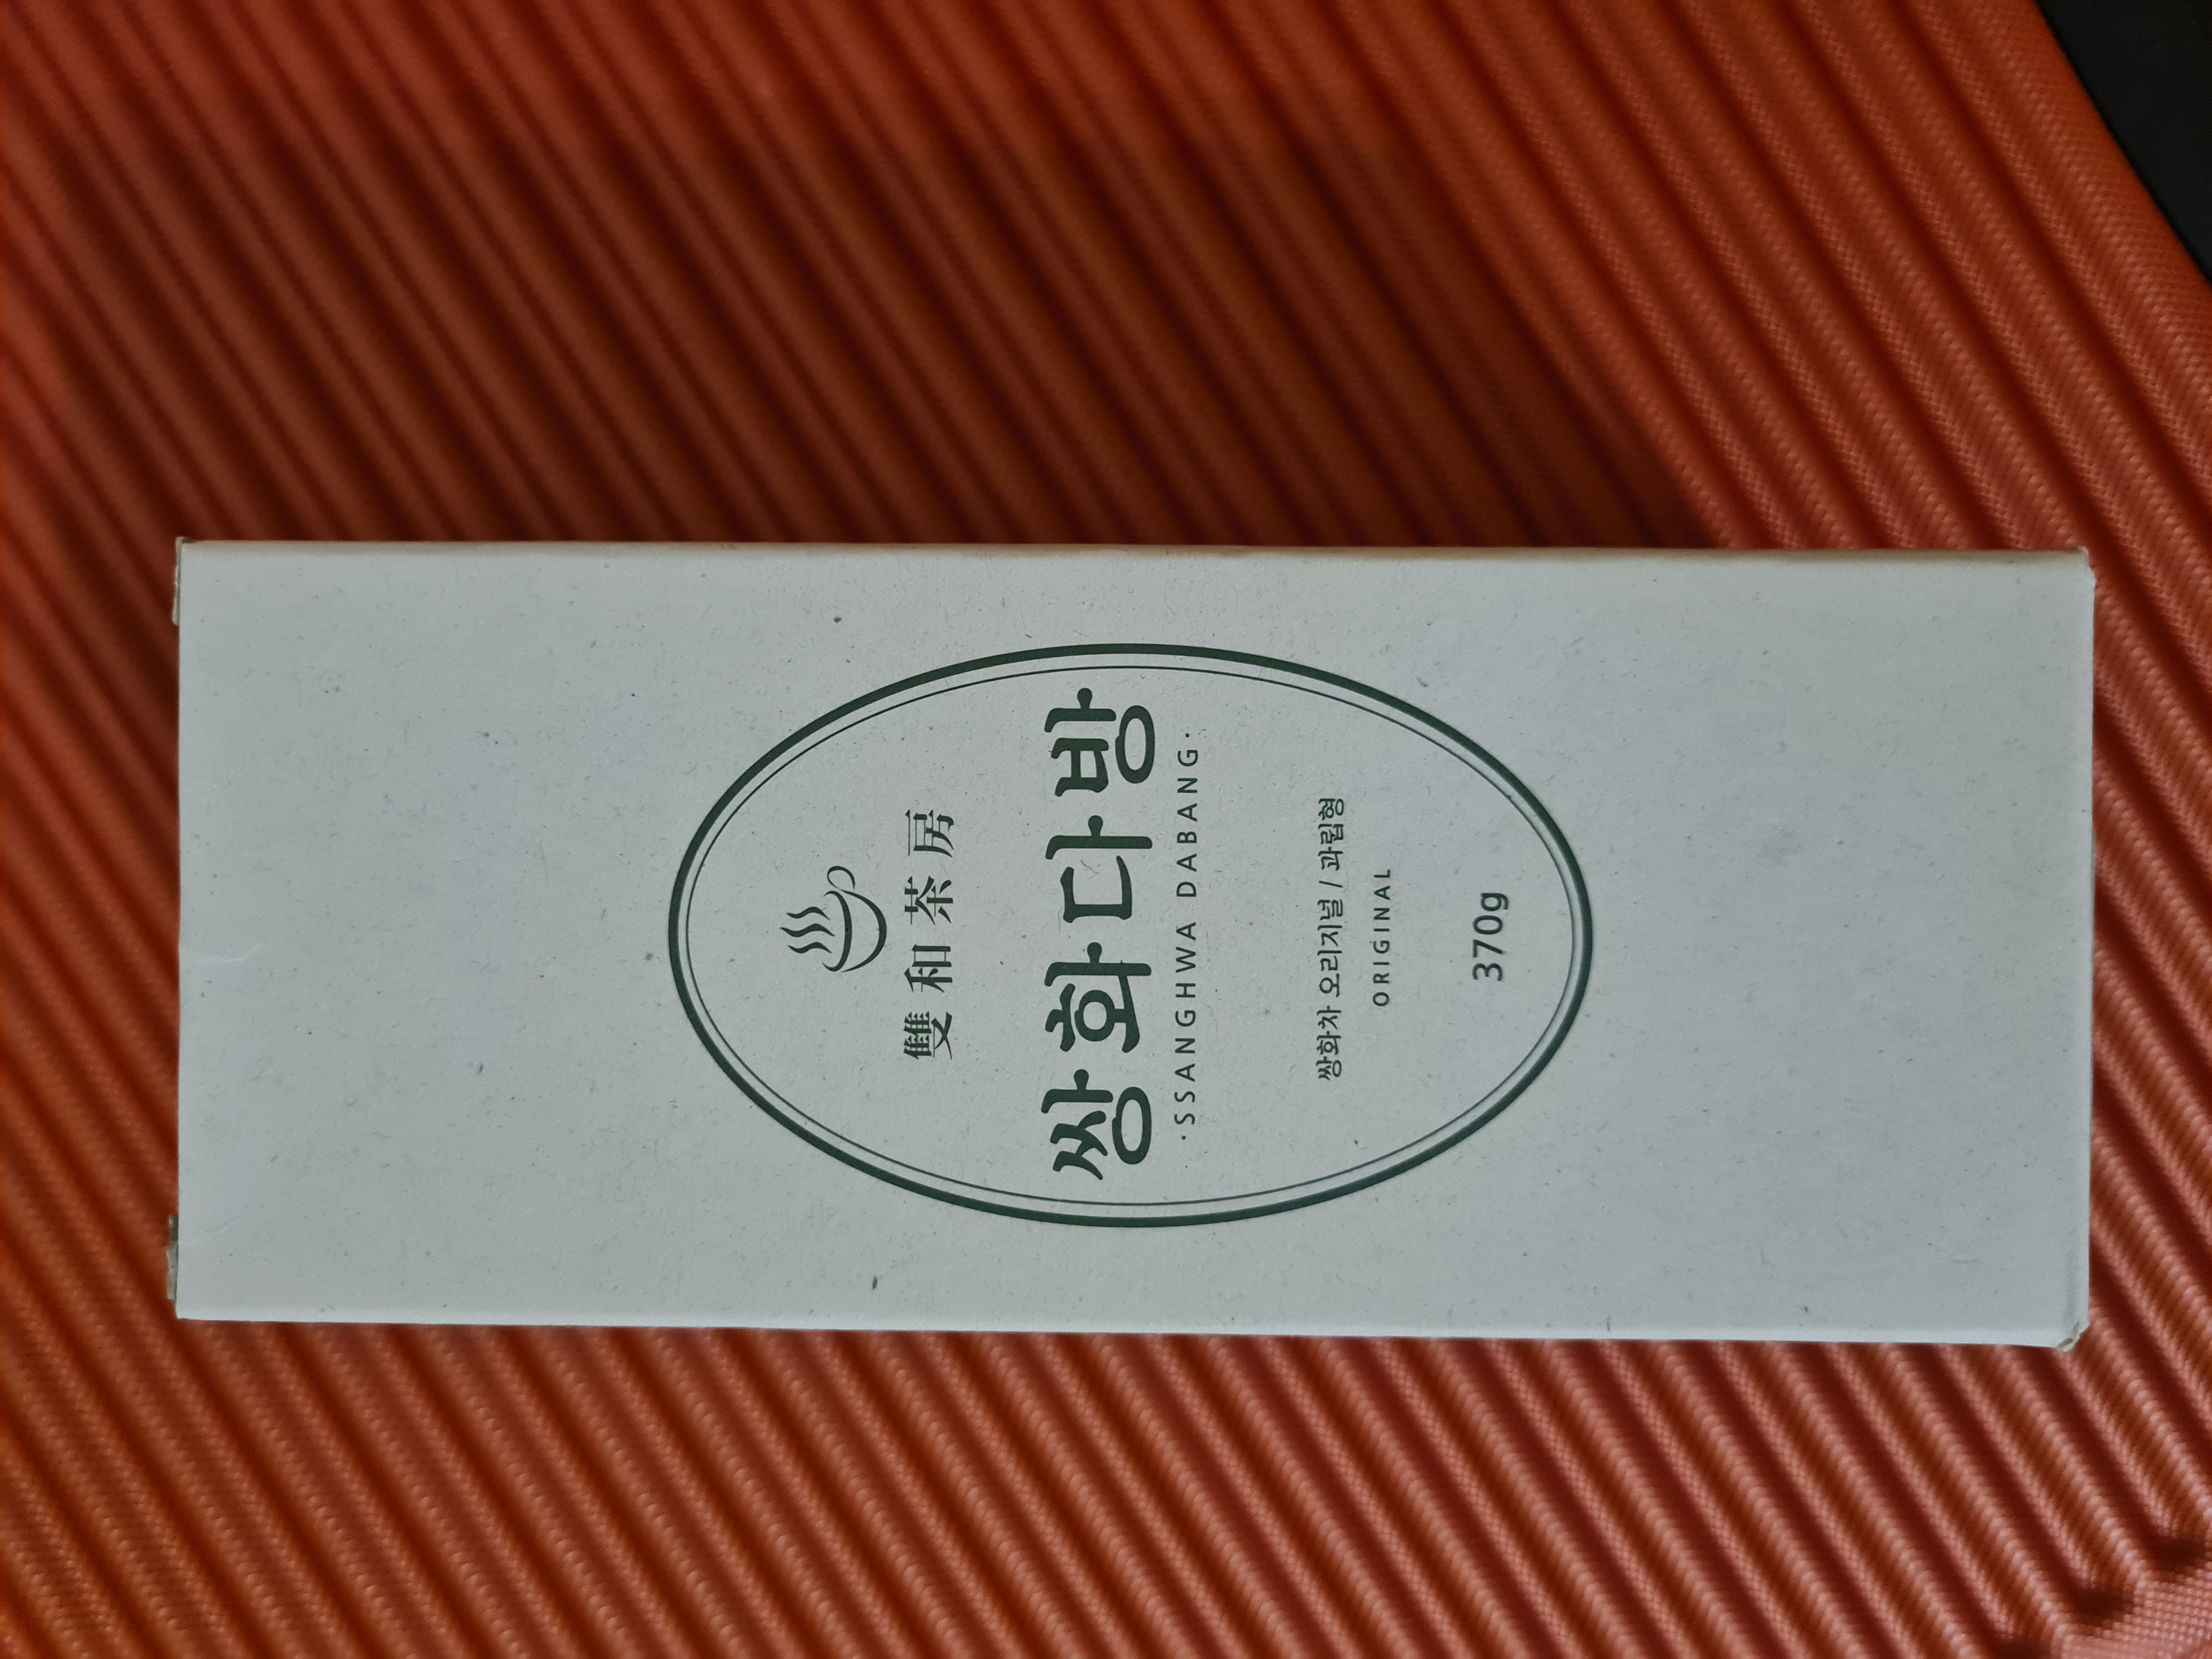 雙和茶房
쌍화다방
·SSANGHWA DABANG·
쌍화차 오리지널 / 과립형
ORIGINAL
370g